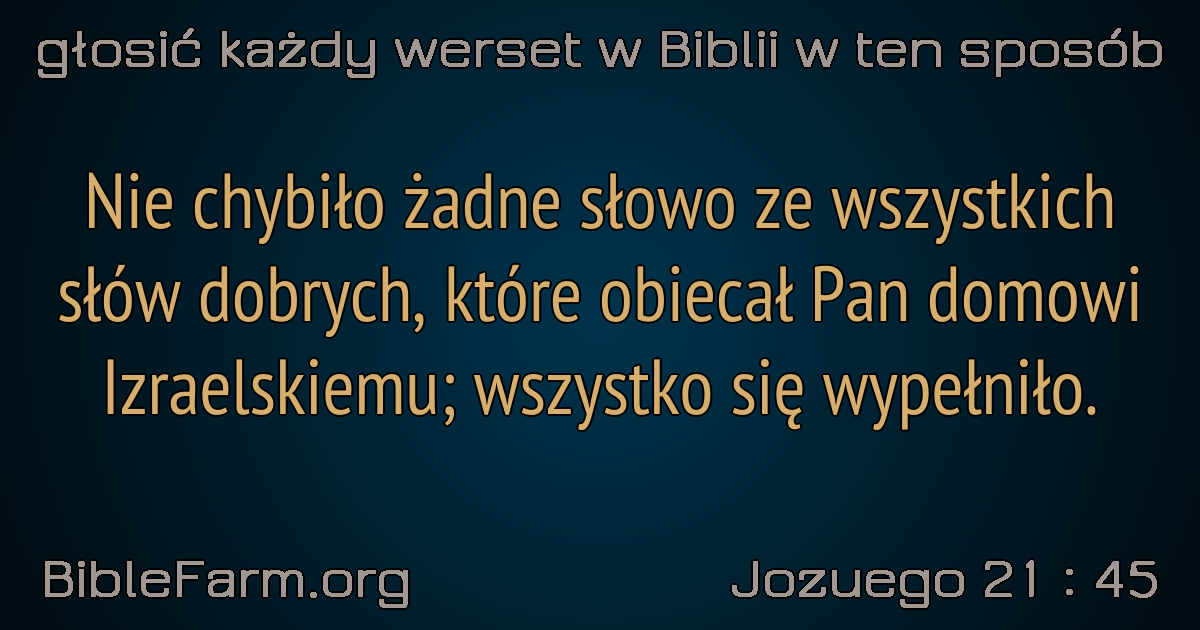 głosić każdy werset w Biblii w ten sposób
Nie chybiło żadne słowo ze wszystkich
słów dobrych, które obiecał Pan domowi
Izraelskiemu; wszystko się wypełniło.
BibleFarm.org
Jozuego 21 : 45